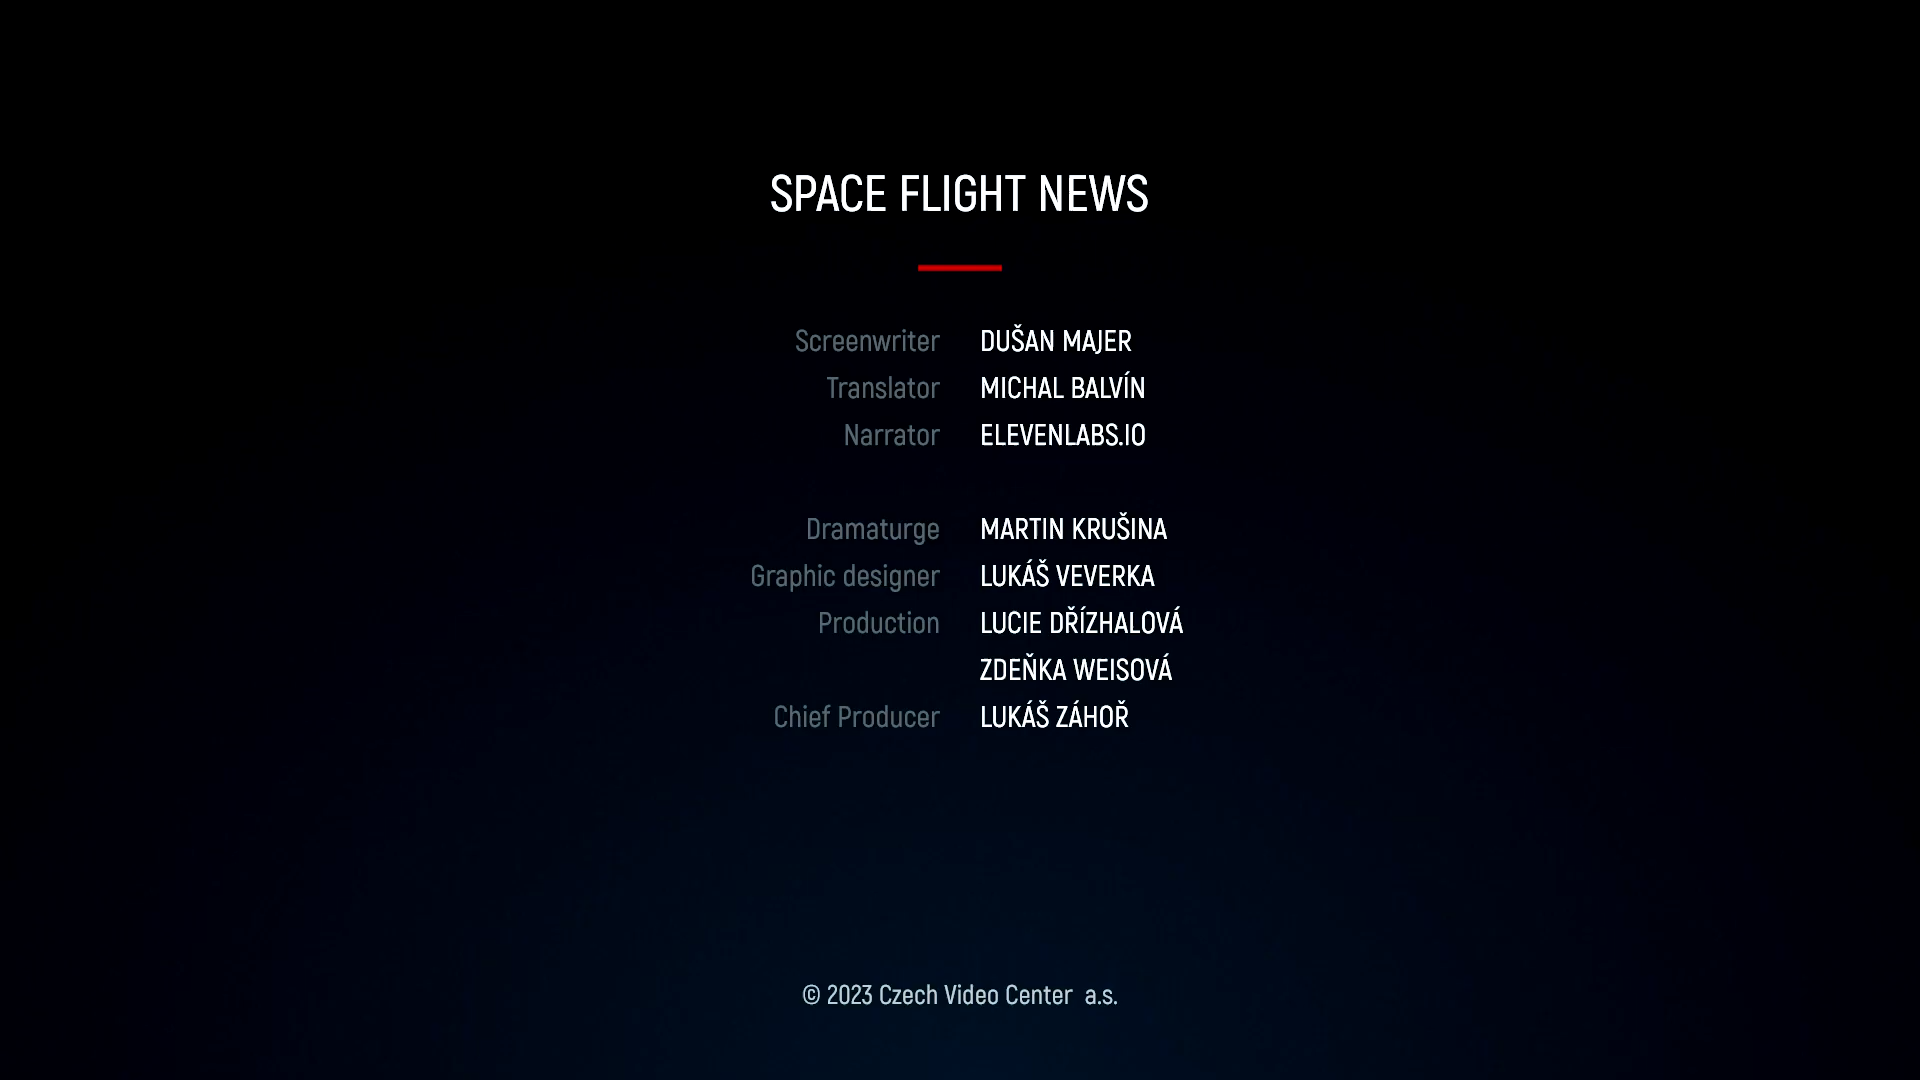 SPACE FLIGHT NEWS
Screenwriter DUŠAN MAJER
Translator MICHAL BALVÍN
Narrator ELEVENLABS.IO
Dramaturge MARTIN KRUŠINA
Graphic designer LUKÁŠ VEVERKA
Production LUCIE DŘÍZHALOVÁ
ZDEŇKA WEISOVÁ
Chief Producer LUKÁŠ ZÁHOŘ
© 2023 Czech Video Center a.s.